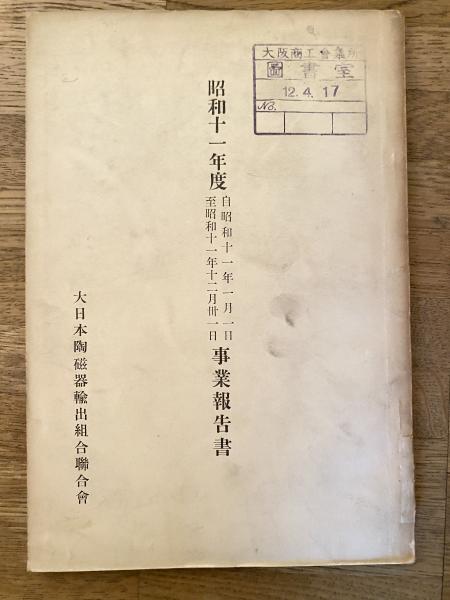 大阪商工會議所
圖書室
12.4.17
No.
昭和十一年度
自昭和十一年一月一日
至昭和十一年十二月卅一日
事業報告書
大日本陶磁器輸出組合聯合會